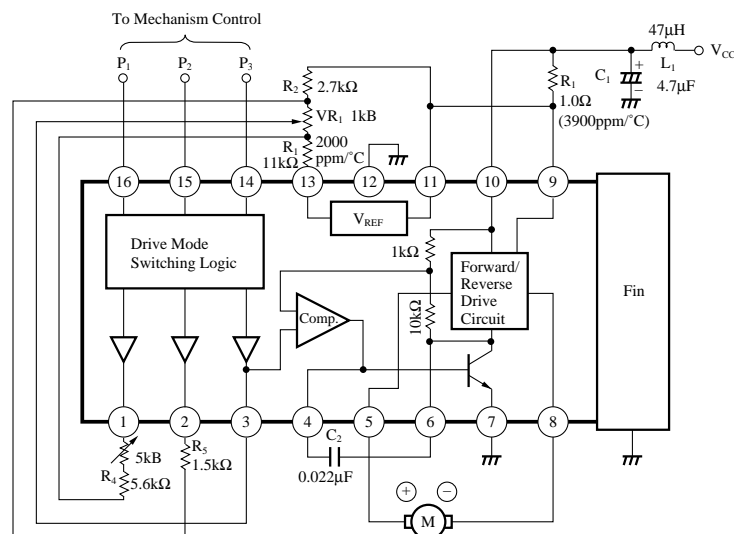 To Mechanism Control
P1
P2
P3
R2
2.7kΩ
VR1 1kB
R1
11kΩ
2000
ppm/°C
R1
1.0Ω
(3900ppm/°C)
C1
+
−
47μH
L1
4.7μF
VCC
16
15
14
13
12
11
10
9
Drive Mode
Switching Logic
VREF
1kΩ
10kΩ
Comp.
Forward/
Reverse
Drive
Circuit
Fin
1
2
3
4
5
6
7
8
5kB
R4
5.6kΩ
R5
1.5kΩ
C2
0.022μF
+
−
M